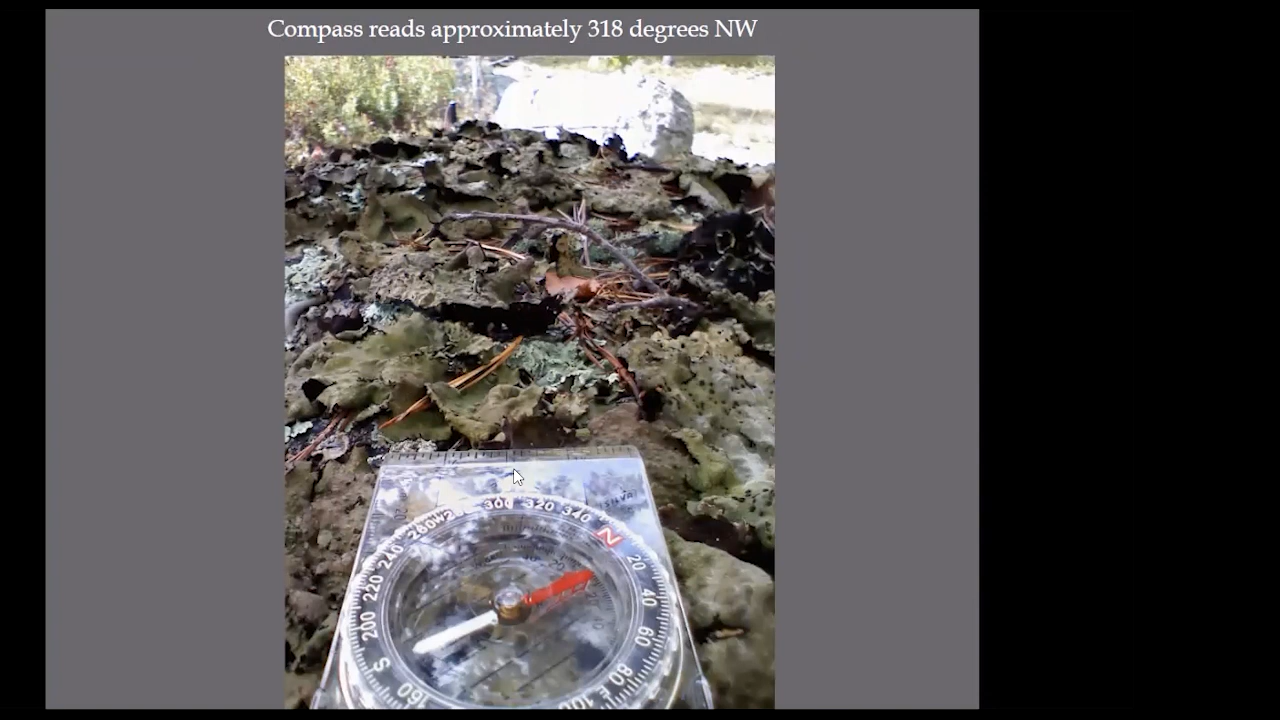 Compass reads approximately 318 degrees NW
SILVA
300 320 340 N 20 40 60 80 E 100
280 W 240 220 200 S 160